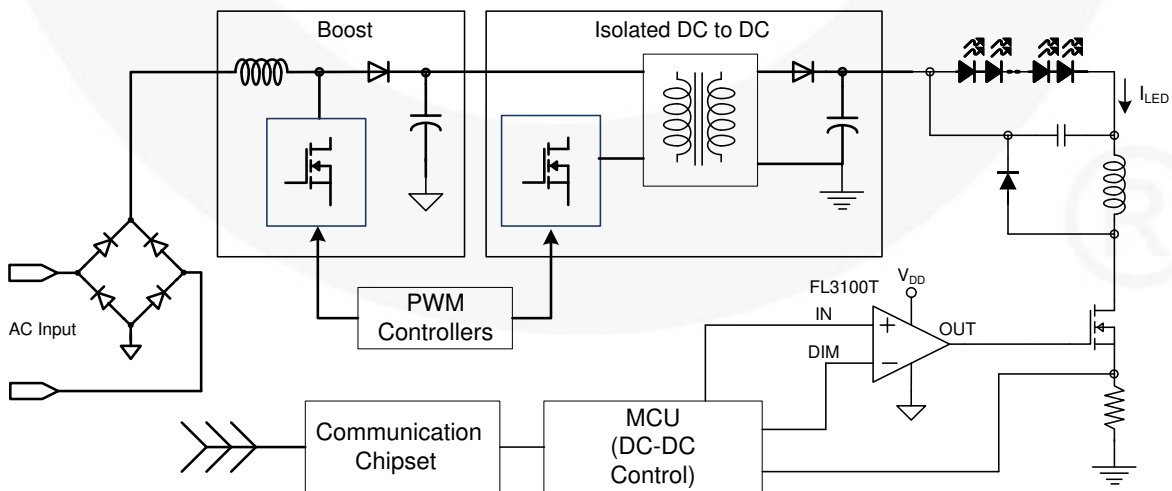 Boost
Isolated DC to DC
I_LED
AC Input
PWM
Controllers
FL3100T
V_DD
IN
DIM
OUT
+
−
Communication
Chipset
MCU
(DC-DC
Control)
®